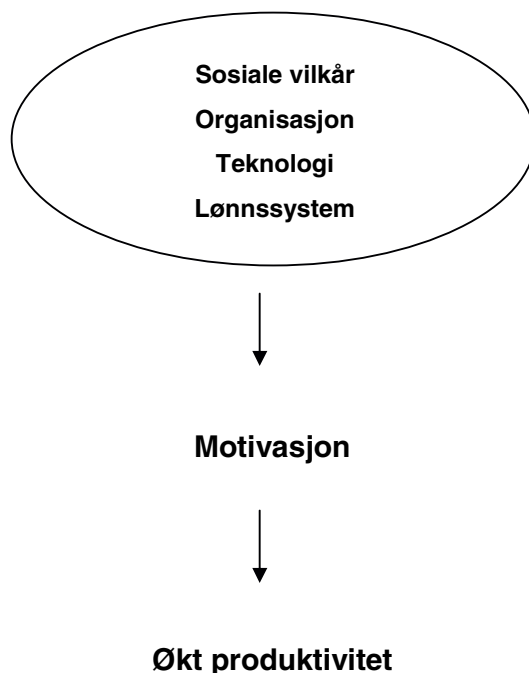 Sosiale vilkår
Organisasjon
Teknologi
Lønnssystem
Motivasjon
Økt produktivitet